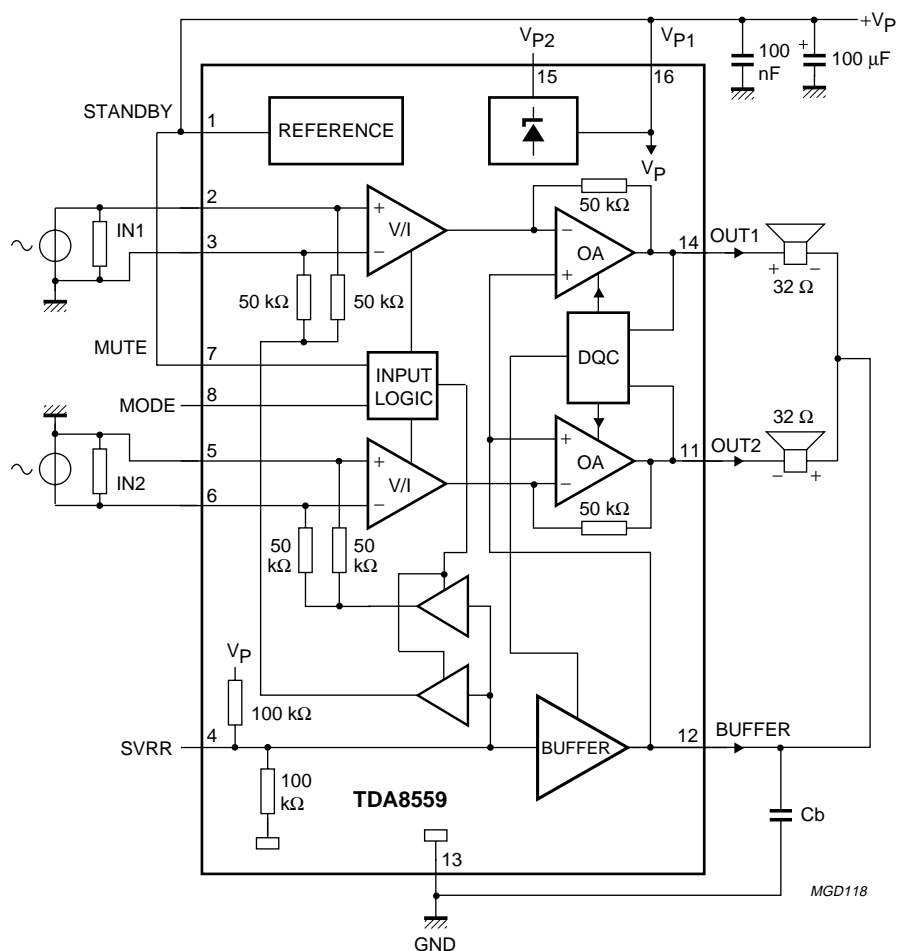 +VP
VP2
VP1
100 nF
+
100 µF
15
16
STANDBY
1
REFERENCE
VP
2
IN1
3
+
V/I
−
50 kΩ
50 kΩ
50 kΩ
−
OA
+
14
OUT1
+ −
32 Ω
MUTE
7
INPUT LOGIC
DQC
MODE
8
32 Ω
5
IN2
6
+
V/I
−
+
OA
−
11
OUT2
− +
50 kΩ
50 kΩ
50 kΩ
VP
100 kΩ
SVRR
4
BUFFER
12
BUFFER
100 kΩ
TDA8559
Cb
13
MGD118
GND